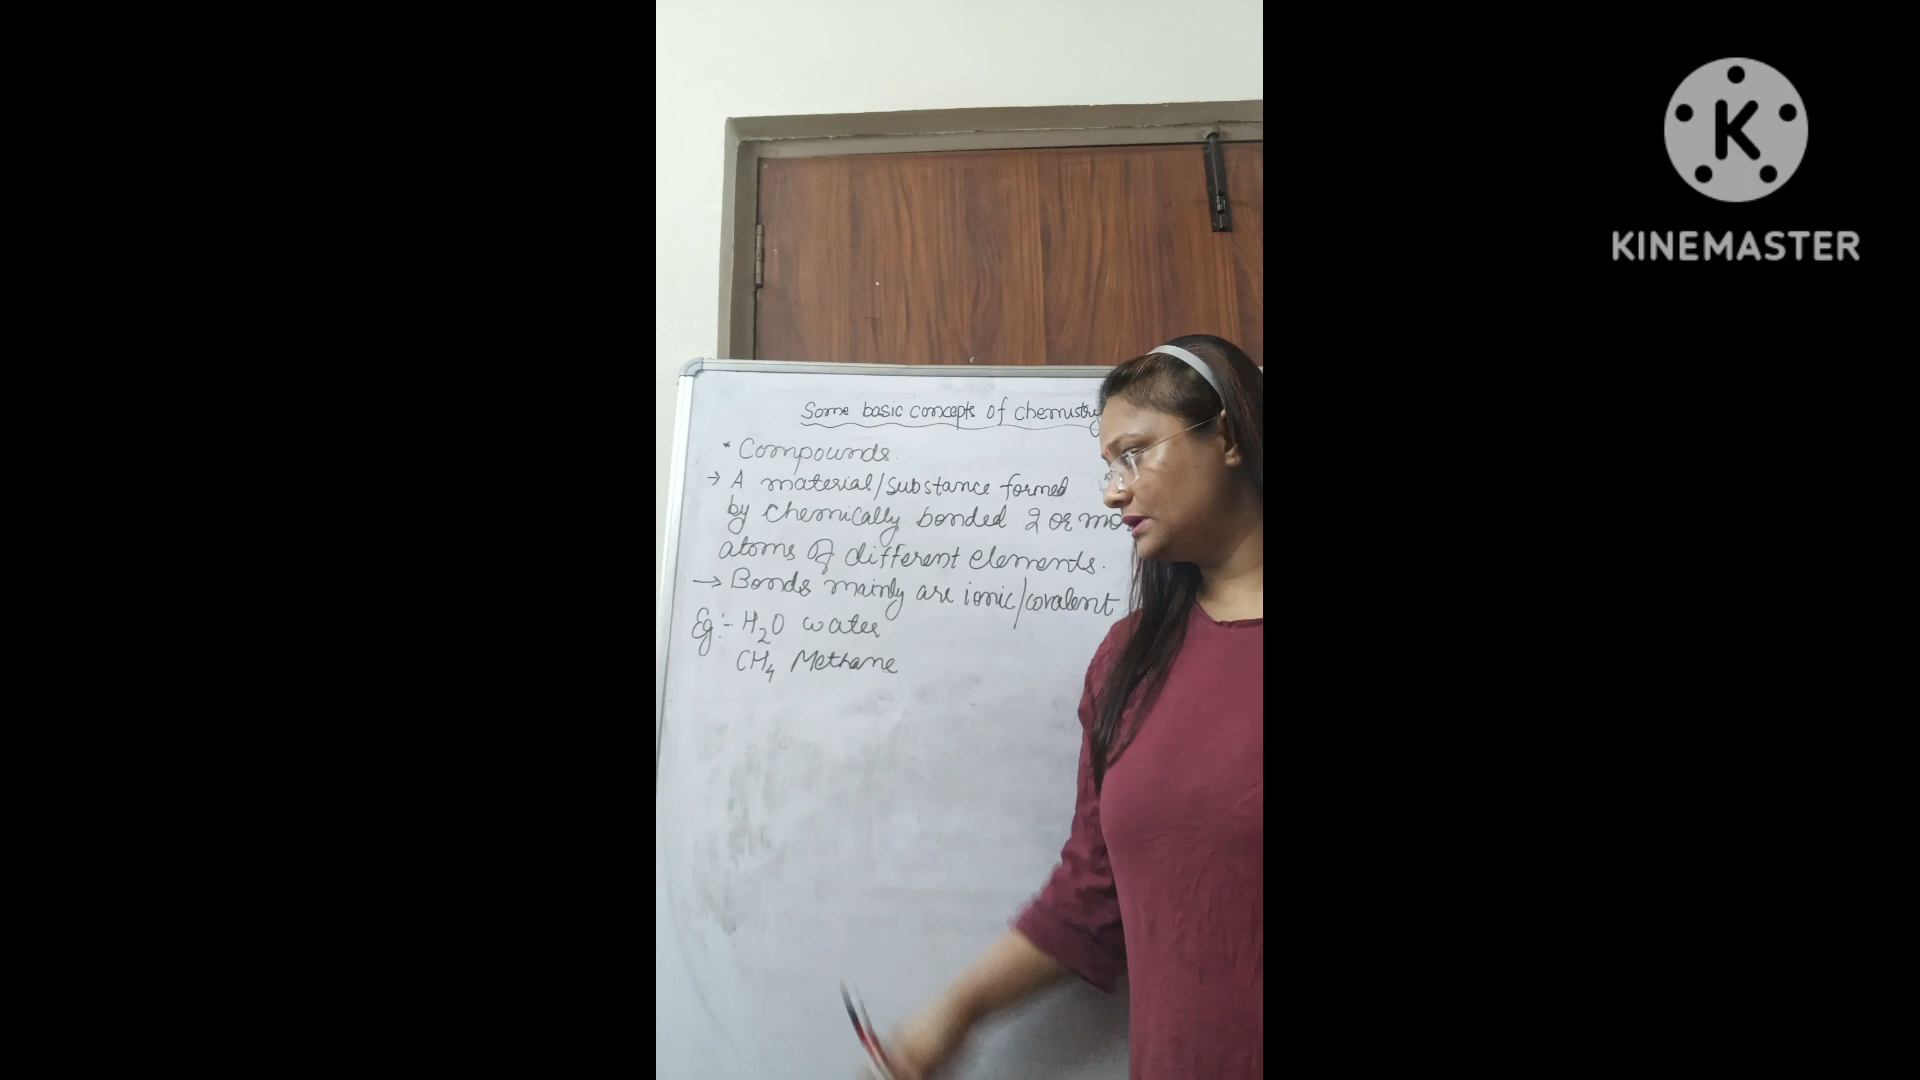 Some basic concepts of chemistry
* Compounds.
→ A material/substance formed
by chemically bonded 2 or mo
atoms of different elements.
→ Bonds mainly are ionic/covalent
Eg:- H₂O water
CH₄ Methane
K
KINEMASTER